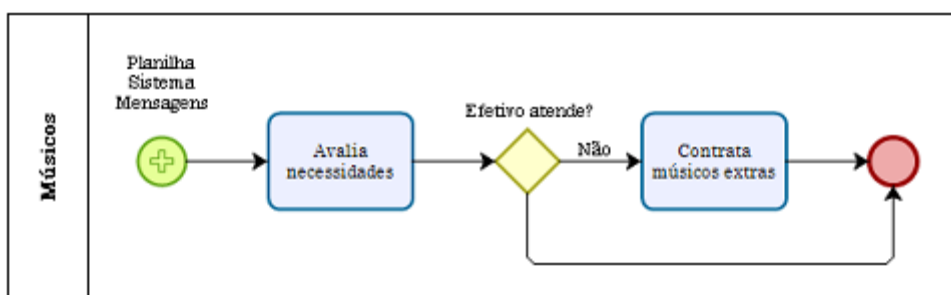 Músicos
Planilha
Sistema
Mensagens
Avalia
necessidades
Efetivo atende?
Não
Contrata
músicos extras